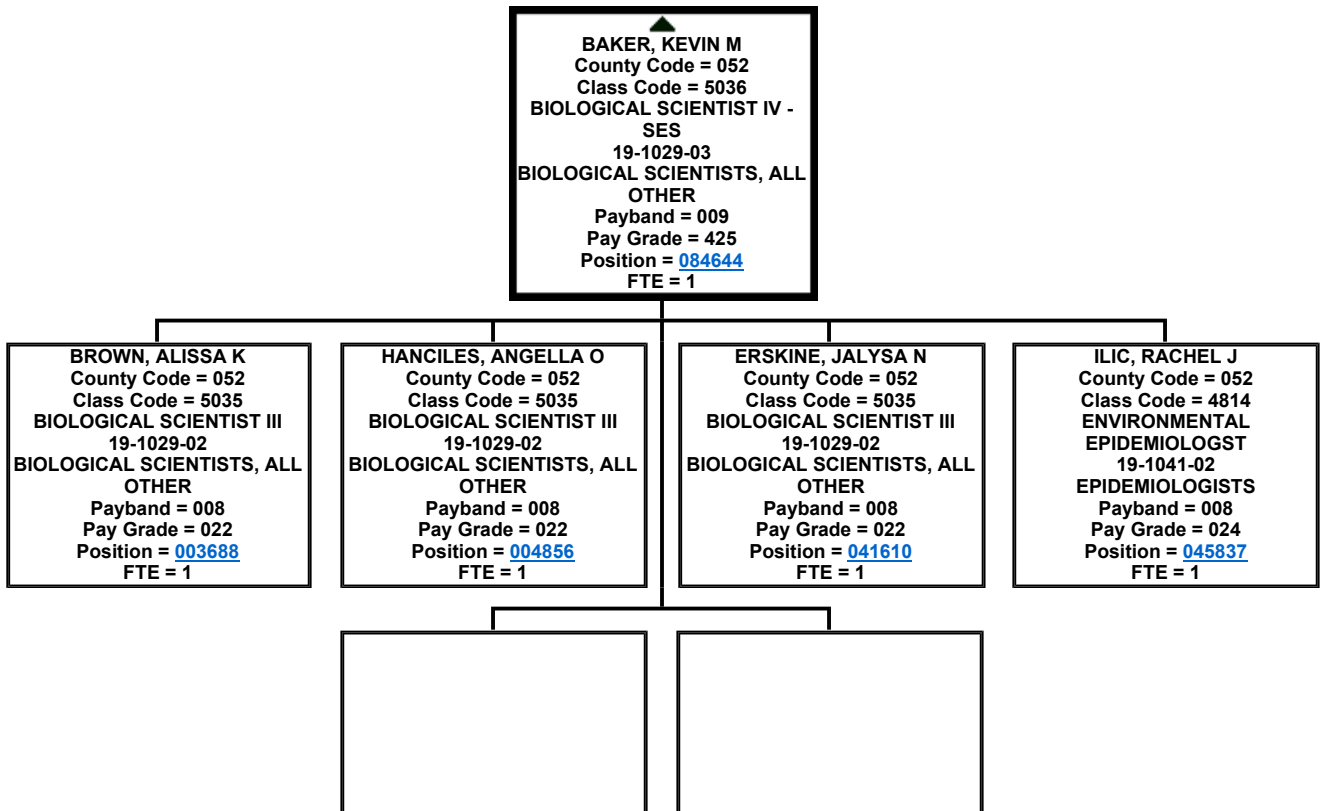 BAKER, KEVIN M
County Code = 052
Class Code = 5036
BIOLOGICAL SCIENTIST IV -
SES
19-1029-03
BIOLOGICAL SCIENTISTS, ALL
OTHER
Payband = 009
Pay Grade = 425
Position = 084644
FTE = 1
BROWN, ALISSA K
County Code = 052
Class Code = 5035
BIOLOGICAL SCIENTIST III
19-1029-02
BIOLOGICAL SCIENTISTS, ALL
OTHER
Payband = 008
Pay Grade = 022
Position = 003688
FTE = 1
HANCILES, ANGELLA O
County Code = 052
Class Code = 5035
BIOLOGICAL SCIENTIST III
19-1029-02
BIOLOGICAL SCIENTISTS, ALL
OTHER
Payband = 008
Pay Grade = 022
Position = 004856
FTE = 1
ERSKINE, JALYSA N
County Code = 052
Class Code = 5035
BIOLOGICAL SCIENTIST III
19-1029-02
BIOLOGICAL SCIENTISTS, ALL
OTHER
Payband = 008
Pay Grade = 022
Position = 041610
FTE = 1
ILIC, RACHEL J
County Code = 052
Class Code = 4814
ENVIRONMENTAL
EPIDEMIOLOGST
19-1041-02
EPIDEMIOLOGISTS
Payband = 008
Pay Grade = 024
Position = 045837
FTE = 1